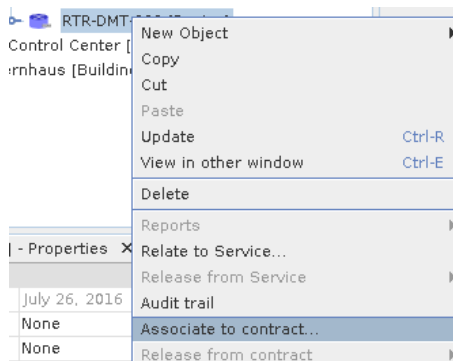 RTR-DMT-
New Object
Control Center [
Copy
ernhaus [Building
Cut
Paste
Update Ctrl-R
View in other window Ctrl-E
Delete
Reports
] - Properties X
Relate to Service...
Release from Service
July 26, 2016
Audit trail
None
Associate to contract...
None
Release from contract